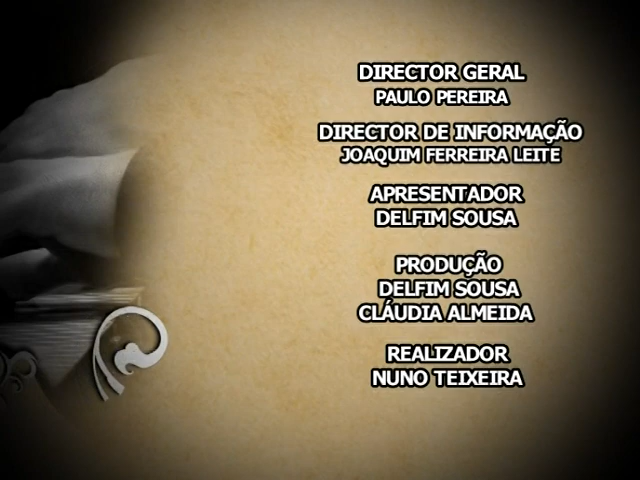 DIRECTOR GERAL
PAULO PEREIRA
DIRECTOR DE INFORMAÇÃO
JOAQUIM FERREIRA LEITE
APRESENTADOR
DELFIM SOUSA
PRODUÇÃO
DELFIM SOUSA
CLÁUDIA ALMEIDA
REALIZADOR
NUNO TEIXEIRA